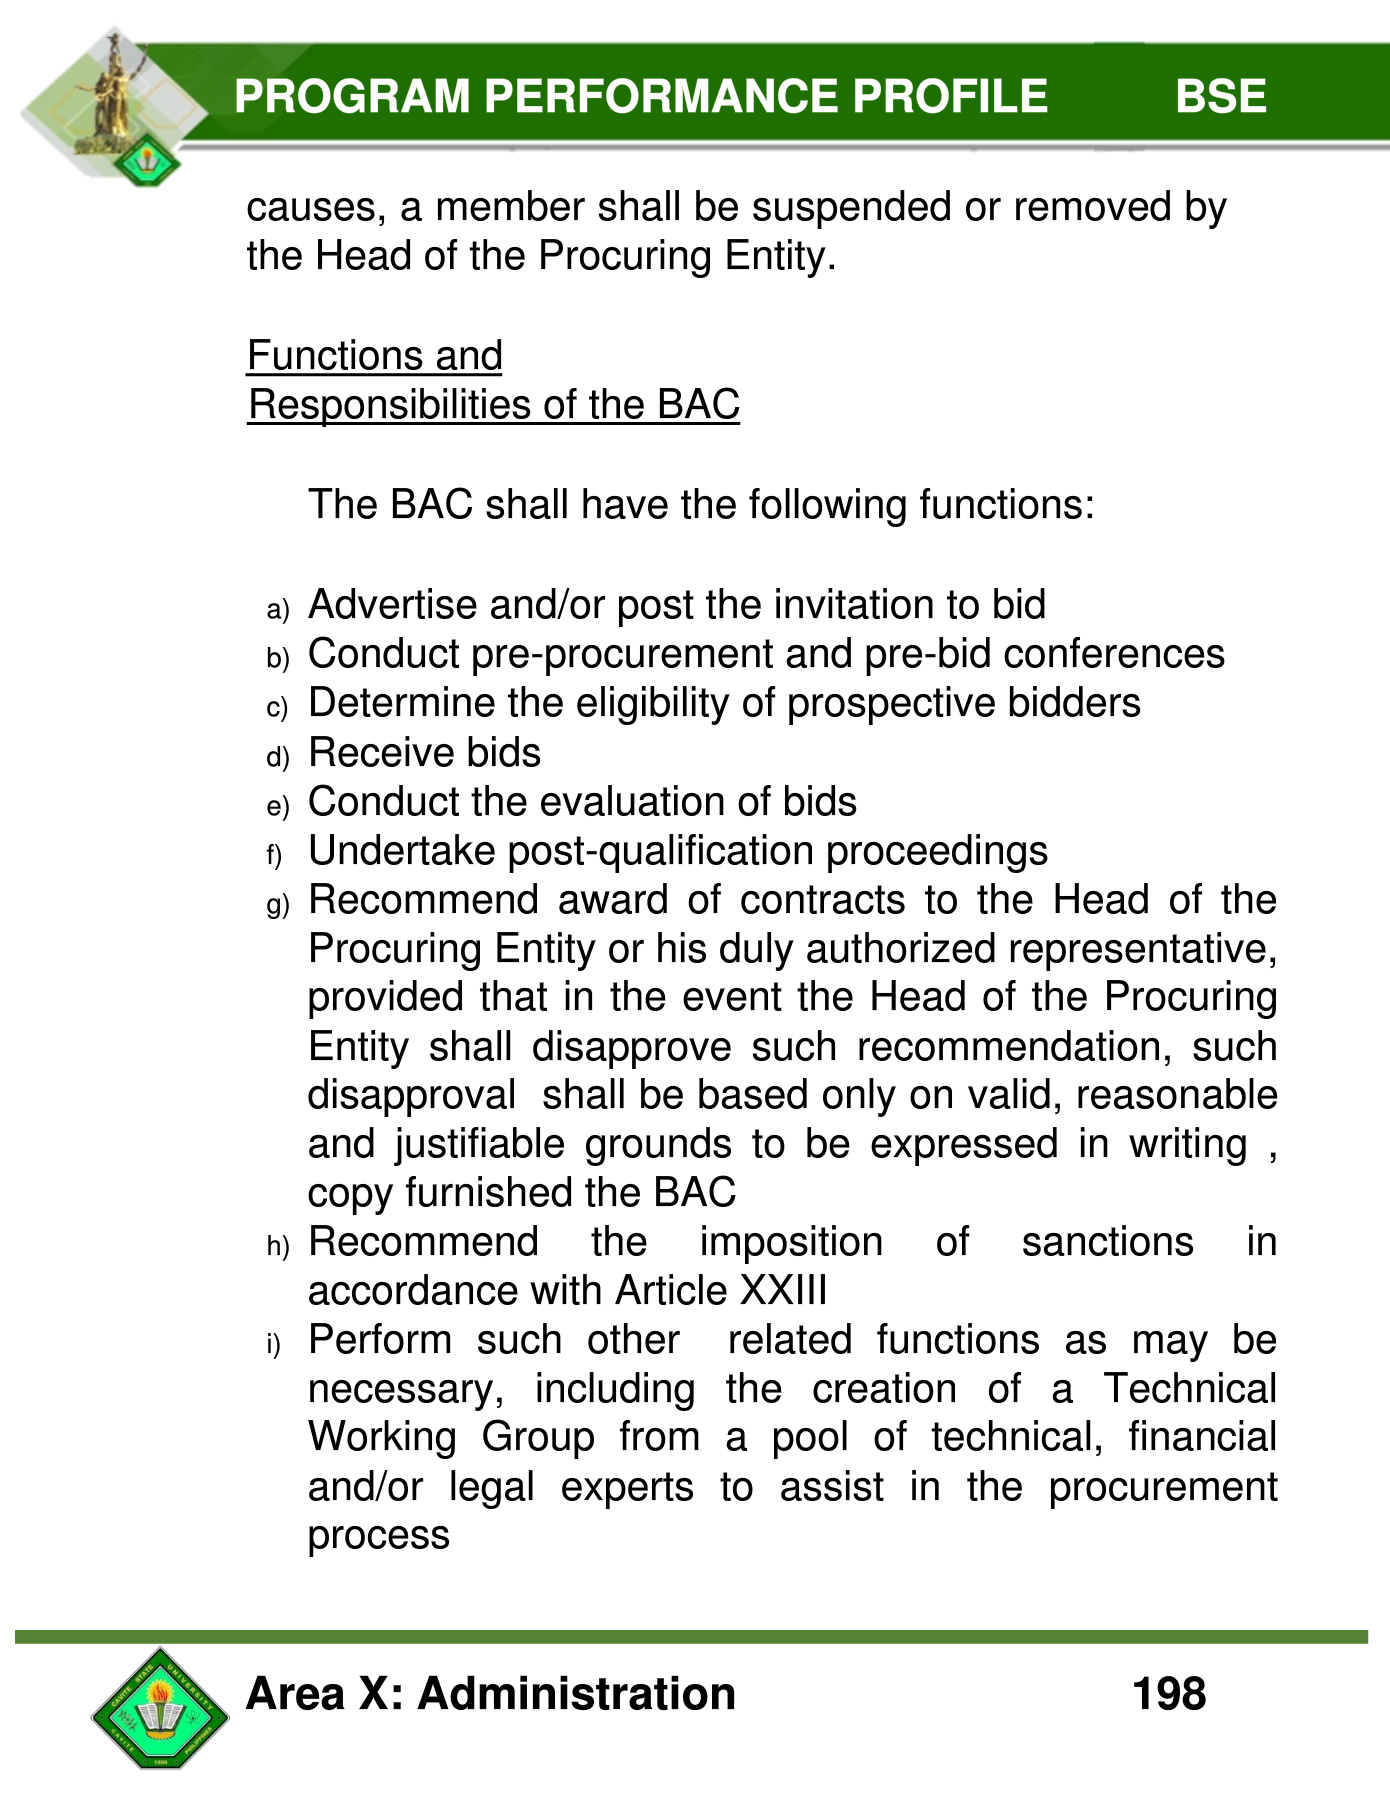 PROGRAM PERFORMANCE PROFILE BSE
causes, a member shall be suspended or removed by
the Head of the Procuring Entity.
Functions and
Responsibilities of the BAC
The BAC shall have the following functions:
a) Advertise and/or post the invitation to bid
b) Conduct pre-procurement and pre-bid conferences
c) Determine the eligibility of prospective bidders
d) Receive bids
e) Conduct the evaluation of bids
f) Undertake post-qualification proceedings
g) Recommend award of contracts to the Head of the
Procuring Entity or his duly authorized representative,
provided that in the event the Head of the Procuring
Entity shall disapprove such recommendation, such
disapproval shall be based only on valid, reasonable
and justifiable grounds to be expressed in writing ,
copy furnished the BAC
h) Recommend the imposition of sanctions in
accordance with Article XXIII
i) Perform such other related functions as may be
necessary, including the creation of a Technical
Working Group from a pool of technical, financial
and/or legal experts to assist in the procurement
process
CAVITE STATE UNIVERSITY
CAVITE PHILIPPINES
1906
Area X: Administration 198